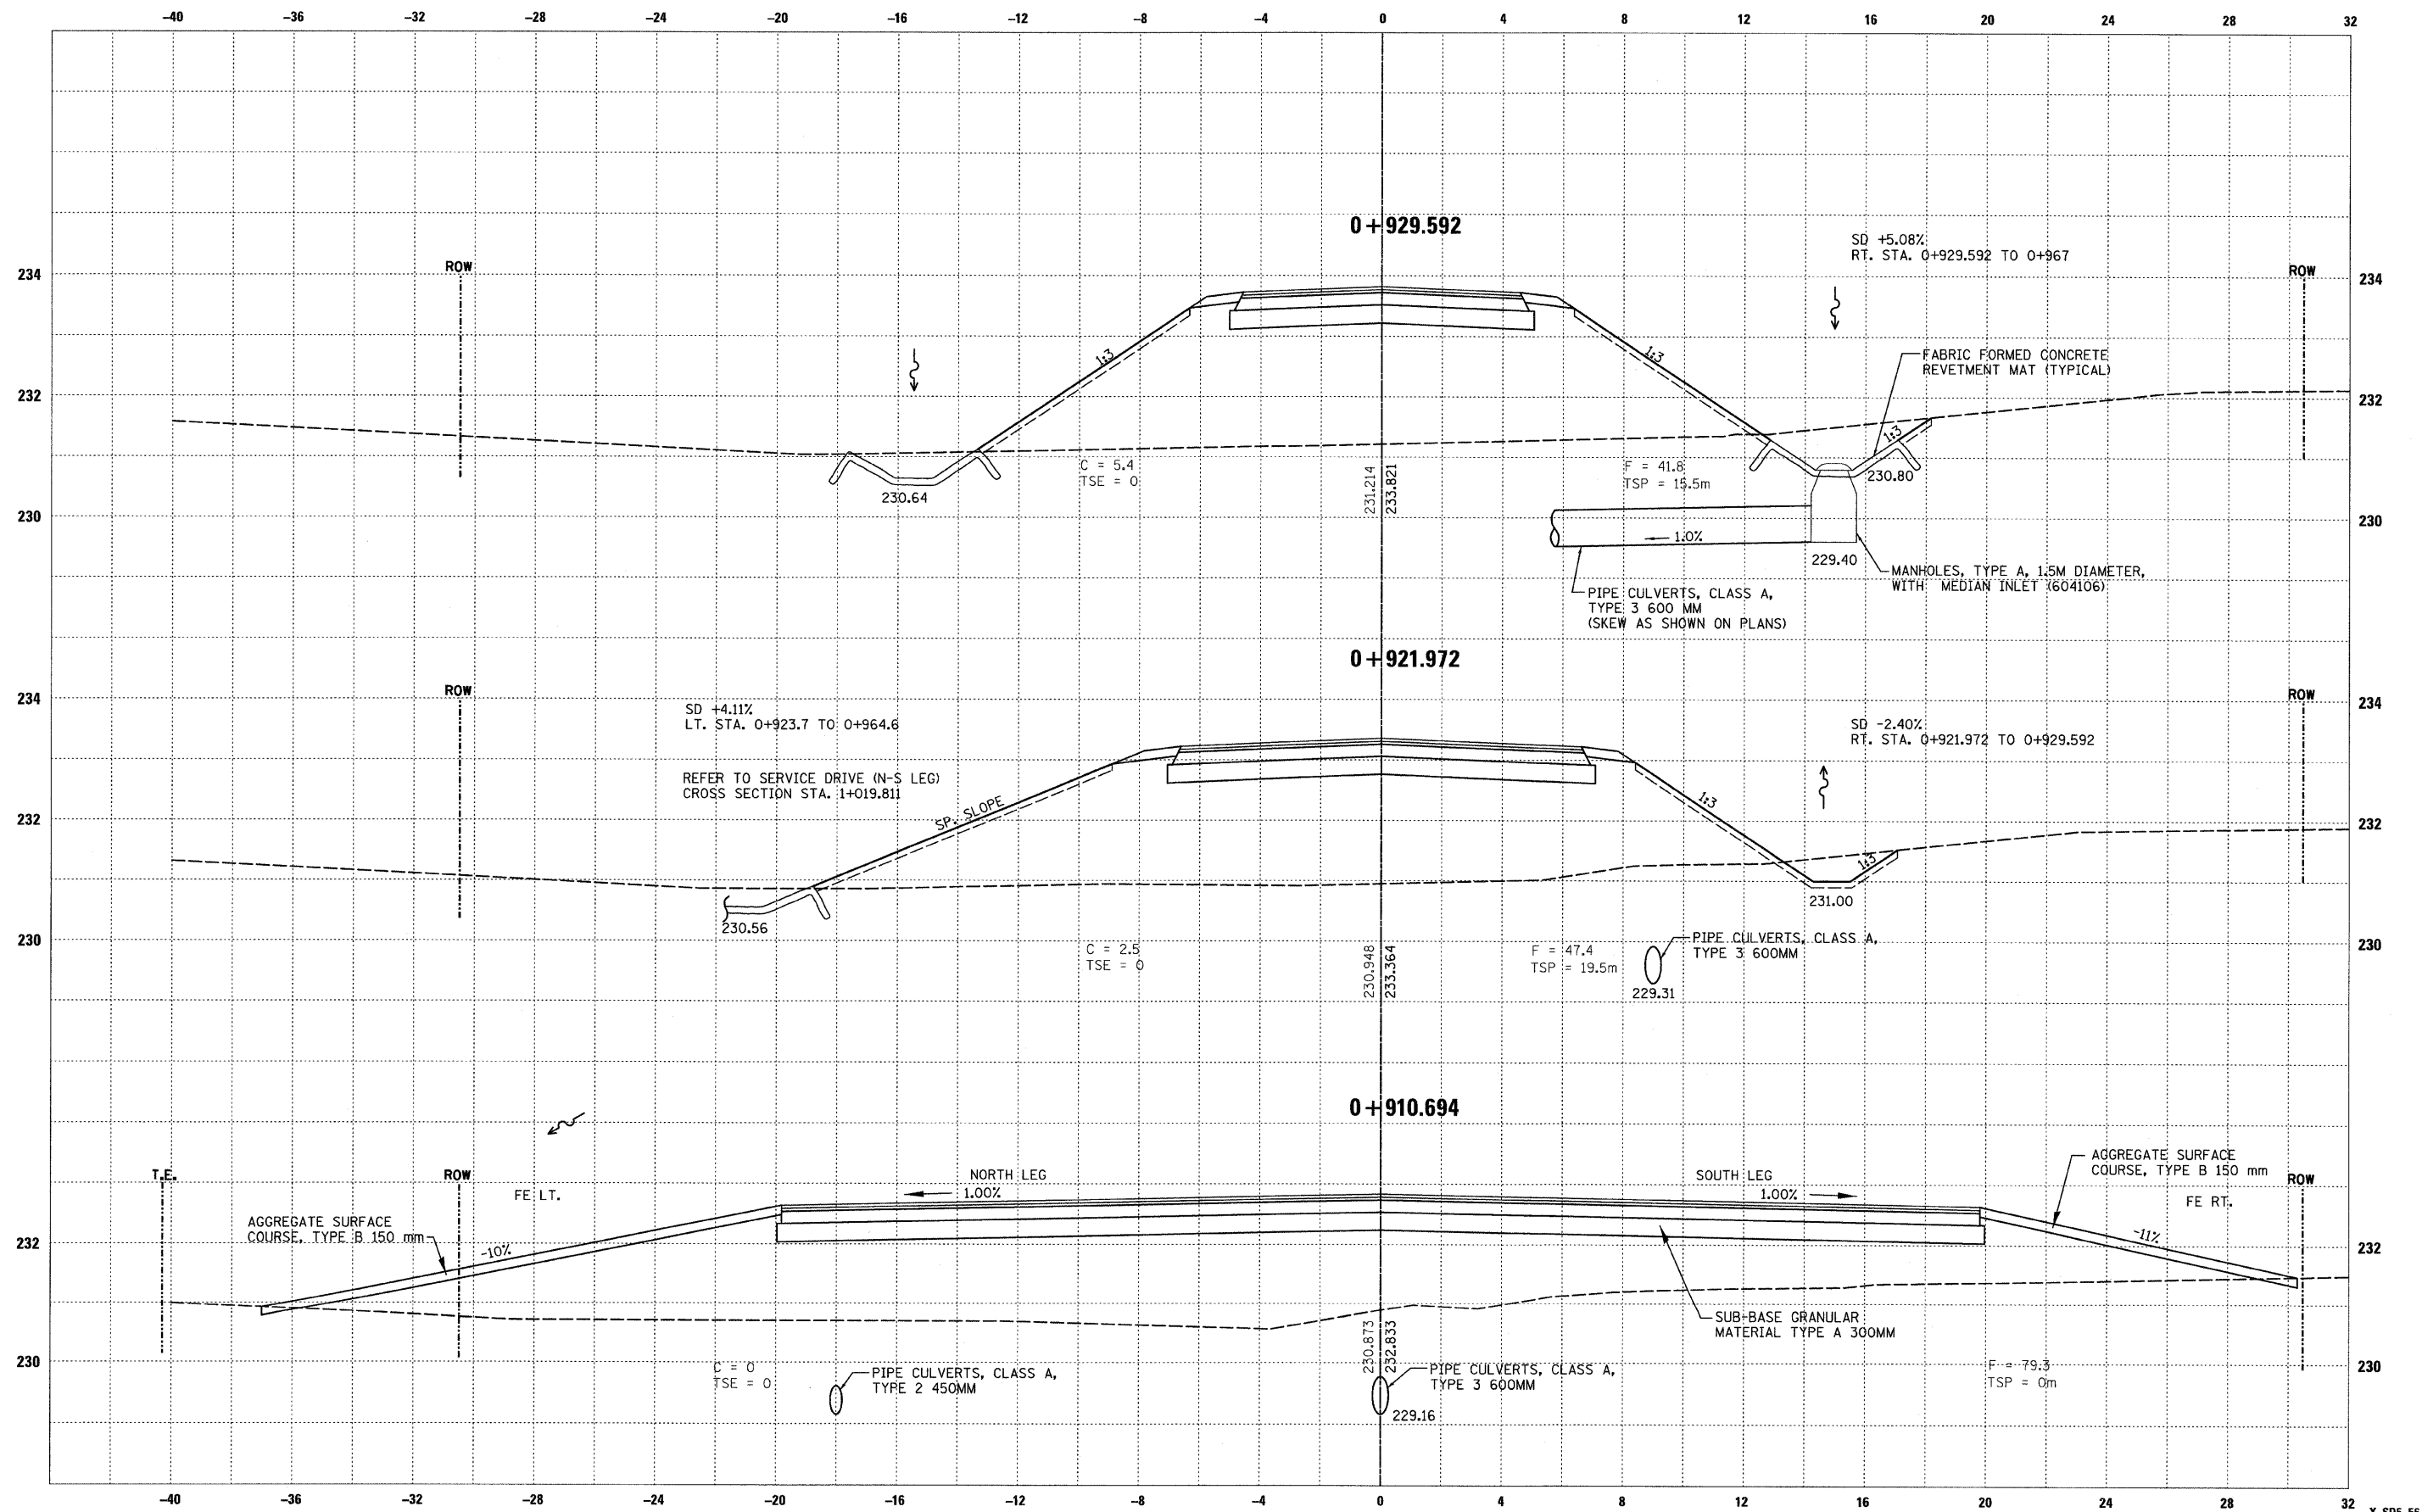 -40 -36 -32 -28 -24 -20 -16 -12 -8 -4 0 4 8 12 16 20 24 28 32
0+929.592
SD +5.08%
RT. STA. 0+929.592 TO 0+967
ROW
ROW
234
234
1:3
1:3
FABRIC FORMED CONCRETE
REVETMENT MAT (TYPICAL)
232
232
1:3
C = 5.4
TSE = 0
231.214
233.821
F = 41.8
TSP = 15.5m
230.64
230.80
230
230
1.0%
229.40
MANHOLES, TYPE A, 1.5M DIAMETER,
WITH MEDIAN INLET (604106)
PIPE CULVERTS, CLASS A,
TYPE 3 600 MM
(SKEW AS SHOWN ON PLANS)
0+921.972
ROW
ROW
234
234
SD +4.11%
LT. STA. 0+923.7 TO 0+964.6
SD -2.40%
RT. STA. 0+921.972 TO 0+929.592
REFER TO SERVICE DRIVE (N-S LEG)
CROSS SECTION STA. 1+019.811
SP. SLOPE
1:3
232
232
1:3
230.56
231.00
230
230
C = 2.5
TSE = 0
230.948
233.364
F = 47.4
TSP = 19.5m
PIPE CULVERTS, CLASS A,
TYPE 3 600MM
229.31
0+910.694
T.E.
ROW
ROW
FE LT.
NORTH LEG
1.00%
SOUTH LEG
1.00%
AGGREGATE SURFACE
COURSE, TYPE B 150 mm
FE RT.
AGGREGATE SURFACE
COURSE, TYPE B 150 mm
-10%
-11%
232
232
SUB-BASE GRANULAR
MATERIAL TYPE A 300MM
230.873
232.833
230
230
C = 0
TSE = 0
PIPE CULVERTS, CLASS A,
TYPE 2 450MM
PIPE CULVERTS, CLASS A,
TYPE 3 600MM
229.16
F = 79.3
TSP = 0m
-40 -36 -32 -28 -24 -20 -16 -12 -8 -4 0 4 8 12 16 20 24 28 32